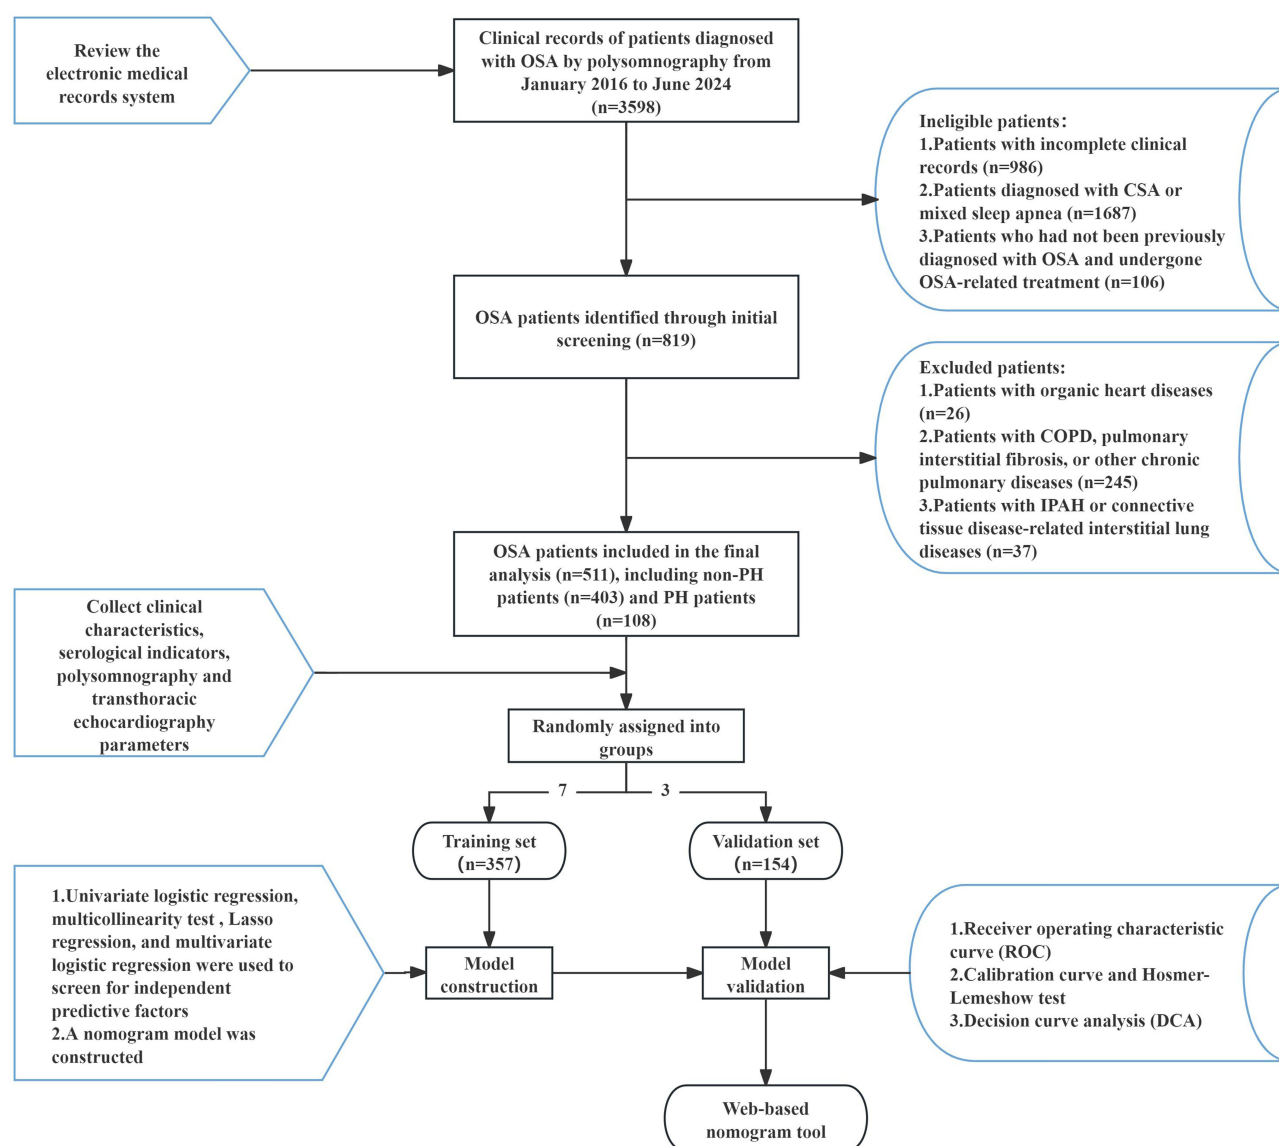 Review the
electronic medical
records system
Clinical records of patients diagnosed
with OSA by polysomnography from
January 2016 to June 2024
(n=3598)
Ineligible patients：
1.Patients with incomplete clinical
records (n=986)
2.Patients diagnosed with CSA or
mixed sleep apnea (n=1687)
3.Patients who had not been previously
diagnosed with OSA and undergone
OSA-related treatment (n=106)
OSA patients identified through initial
screening (n=819)
Excluded patients:
1.Patients with organic heart diseases
(n=26)
2.Patients with COPD, pulmonary
interstitial fibrosis, or other chronic
pulmonary diseases (n=245)
3.Patients with IPAH or connective
tissue disease-related interstitial lung
diseases (n=37)
OSA patients included in the final
analysis (n=511), including non-PH
patients (n=403) and PH patients
(n=108)
Collect clinical
characteristics,
serological indicators,
polysomnography and
transthoracic
echocardiography
parameters
Randomly assigned into
groups
7
3
Training set
(n=357）
Validation set
(n=154)
1.Univariate logistic regression,
multicollinearity test , Lasso
regression, and multivariate
logistic regression were used to
screen for independent
predictive factors
2.A nomogram model was
constructed
Model
construction
Model
validation
1.Receiver operating characteristic
curve (ROC)
2.Calibration curve and Hosmer-
Lemeshow test
3.Decision curve analysis (DCA)
Web-based
nomogram tool